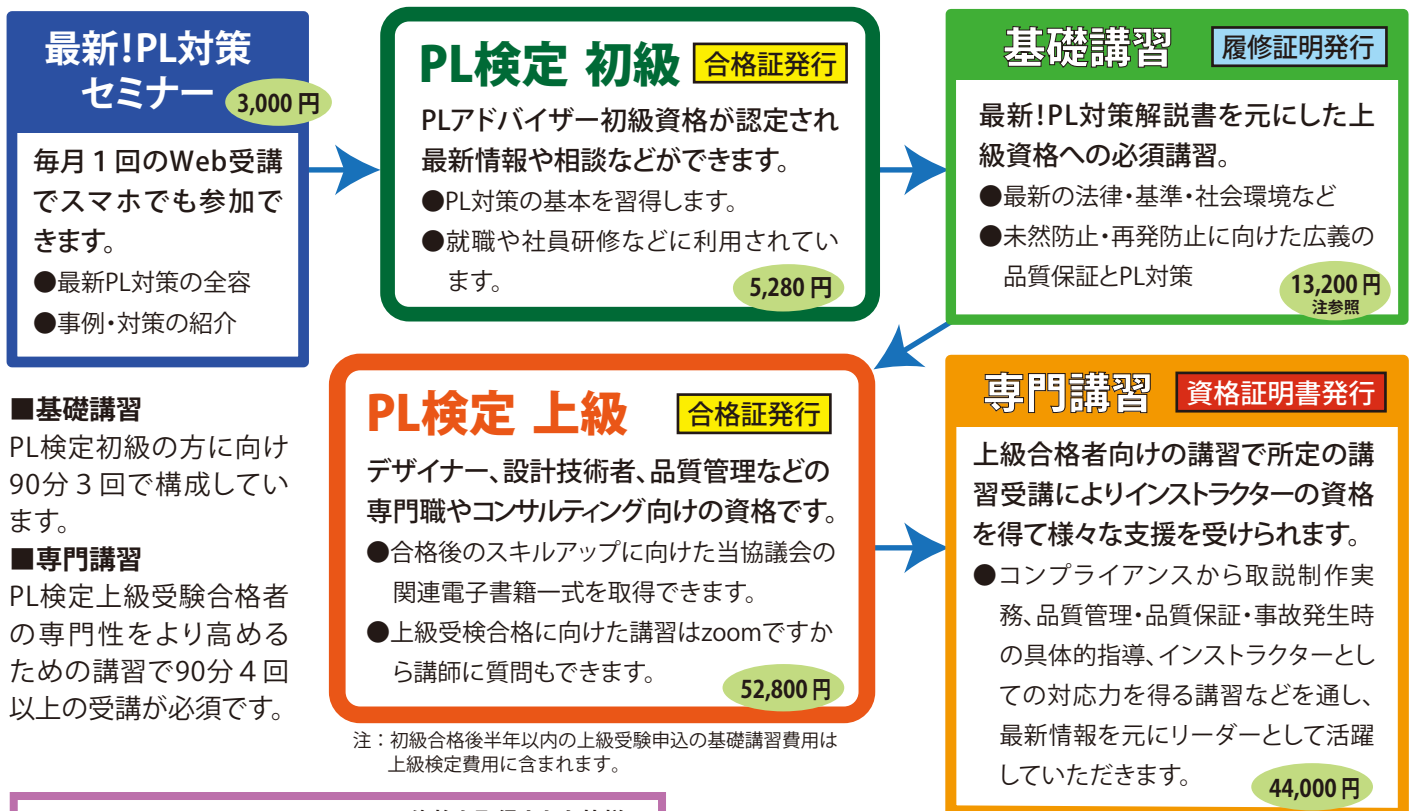 最新!PL対策
セミナー
3,000 円
毎月１回のWeb受講
でスマホでも参加で
きます。
●最新PL対策の全容
●事例・対策の紹介
PL検定 初級
合格証発行
PLアドバイザー初級資格が認定され
最新情報や相談などができます。
●PL対策の基本を習得します。
●就職や社員研修などに利用されてい
ます。
5,280 円
基礎講習
履修証明発行
最新!PL対策解説書を元にした上
級資格への必須講習。
●最新の法律・基準・社会環境など
●未然防止・再発防止に向けた広義の
品質保証とPL対策
13,200 円
注参照
■基礎講習
PL検定初級の方に向け
90分３回で構成してい
ます。
■専門講習
PL検定上級受験合格者
の専門性をより高める
ための講習で90分４回
以上の受講が必須です。
PL検定 上級
合格証発行
デザイナー、設計技術者、品質管理などの
専門職やコンサルティング向けの資格です。
●合格後のスキルアップに向けた当協議会の
関連電子書籍一式を取得できます。
●上級受検合格に向けた講習はzoomですか
ら講師に質問もできます。
52,800 円
注：初級合格後半年以内の上級受験申込の基礎講習費用は
上級検定費用に含まれます。
専門講習
資格証明書発行
上級合格者向けの講習で所定の講
習受講によりインストラクターの資格
を得て様々な支援を受けられます。
●コンプライアンスから取説制作実
務、品質管理・品質保証・事故発生時
の具体的指導、インストラクターとし
ての対応力を得る講習などを通し、
最新情報を元にリーダーとして活躍
していただきます。
44,000 円